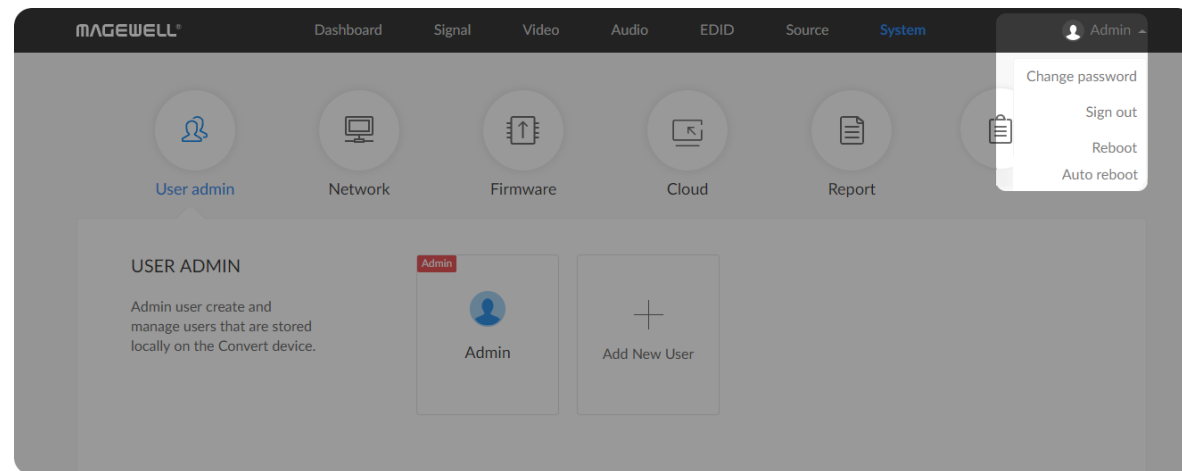 MAGEWELL®
Dashboard Signal Video Audio EDID Source System Admin
Change password
Sign out
Reboot
Auto reboot
User admin Network Firmware Cloud Report
USER ADMIN
Admin user create and
manage users that are stored
locally on the Convert device.
Admin
Admin
Add New User